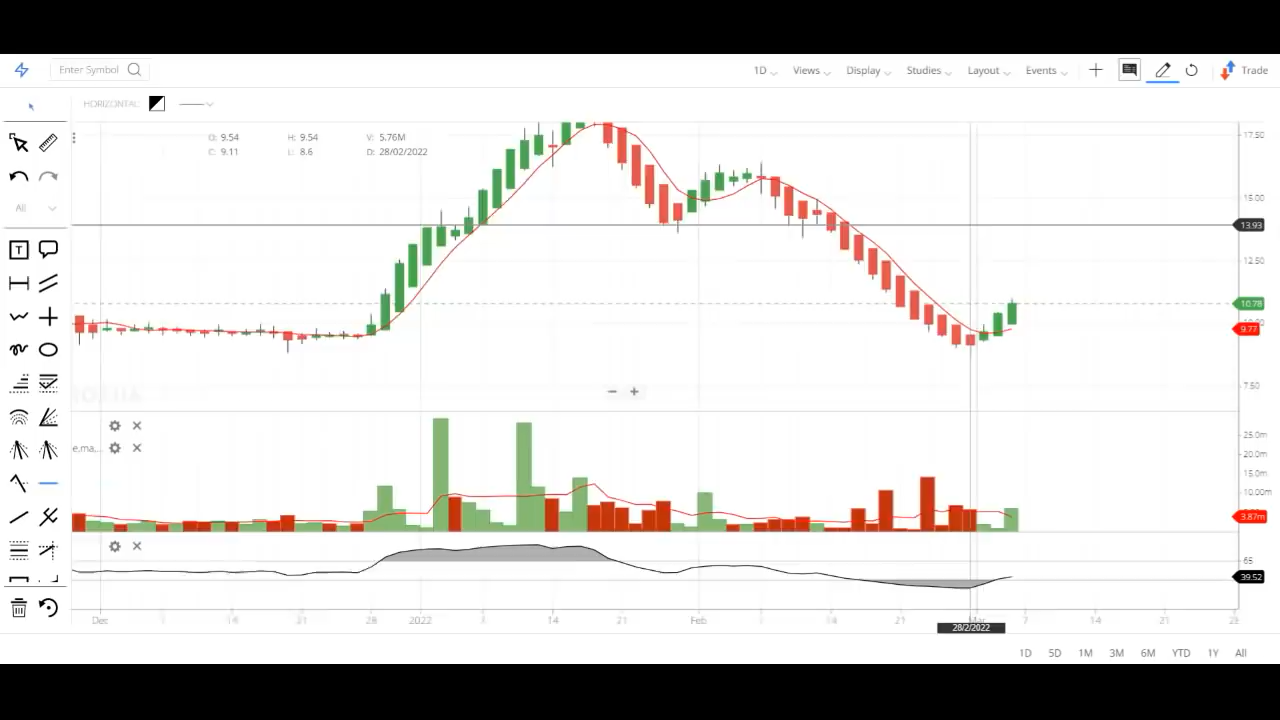 Enter Symbol
1D Views Display Studies Layout Events Trade
HORIZONTAL
O: 9.54 H: 9.54 V: 5.76M
C: 9.11 L: 8.6 D: 28/02/2022
All
T
17.50
15.00
13.93
12.50
10.78
9.77
7.50
e,ma,...
25.0m
20.0m
15.0m
10.00m
3.87m
65
39.52
Dec 14 21 28 2022 14 21 Feb 14 21 Mar 7 14 21 28
28/2/2022
1D 5D 1M 3M 6M YTD 1Y All